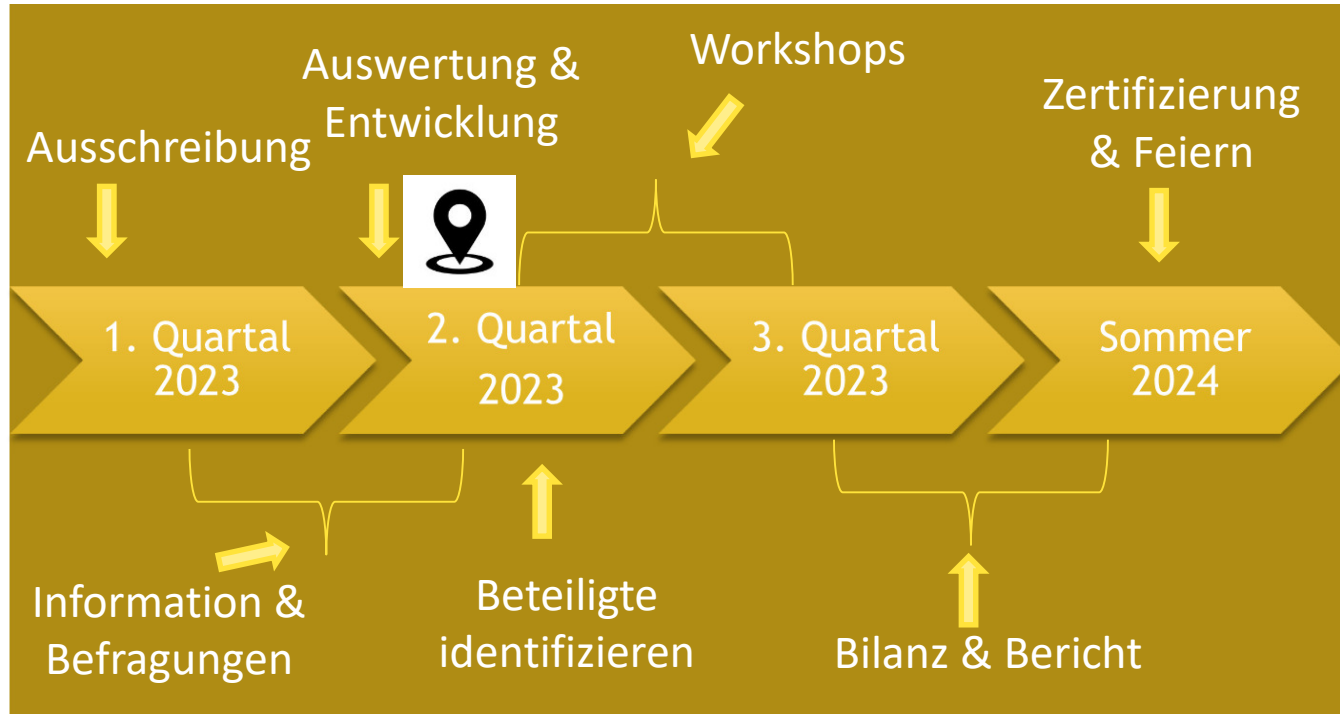 Ausschreibung
Auswertung &
Entwicklung
Workshops
Zertifizierung
& Feiern
1. Quartal
2023
2. Quartal
2023
3. Quartal
2023
Sommer
2024
Information &
Befragungen
Beteiligte
identifizieren
Bilanz & Bericht